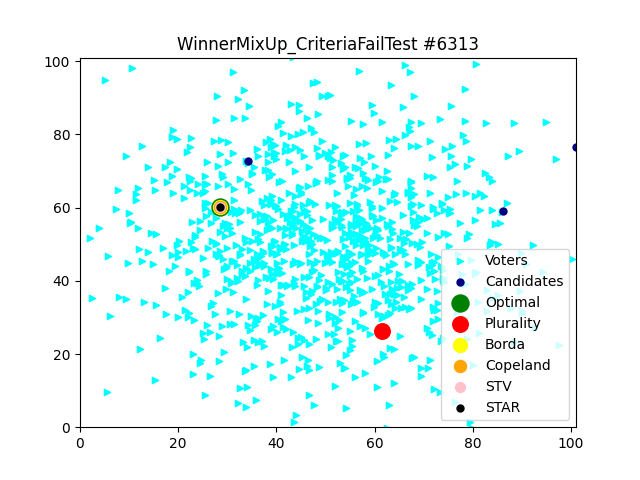 WinnerMixUp_CriteriaFailTest #6313
100
80
60
40
20
0
0 20 40 60 80 100
Voters
Candidates
Optimal
Plurality
Borda
Copeland
STV
STAR